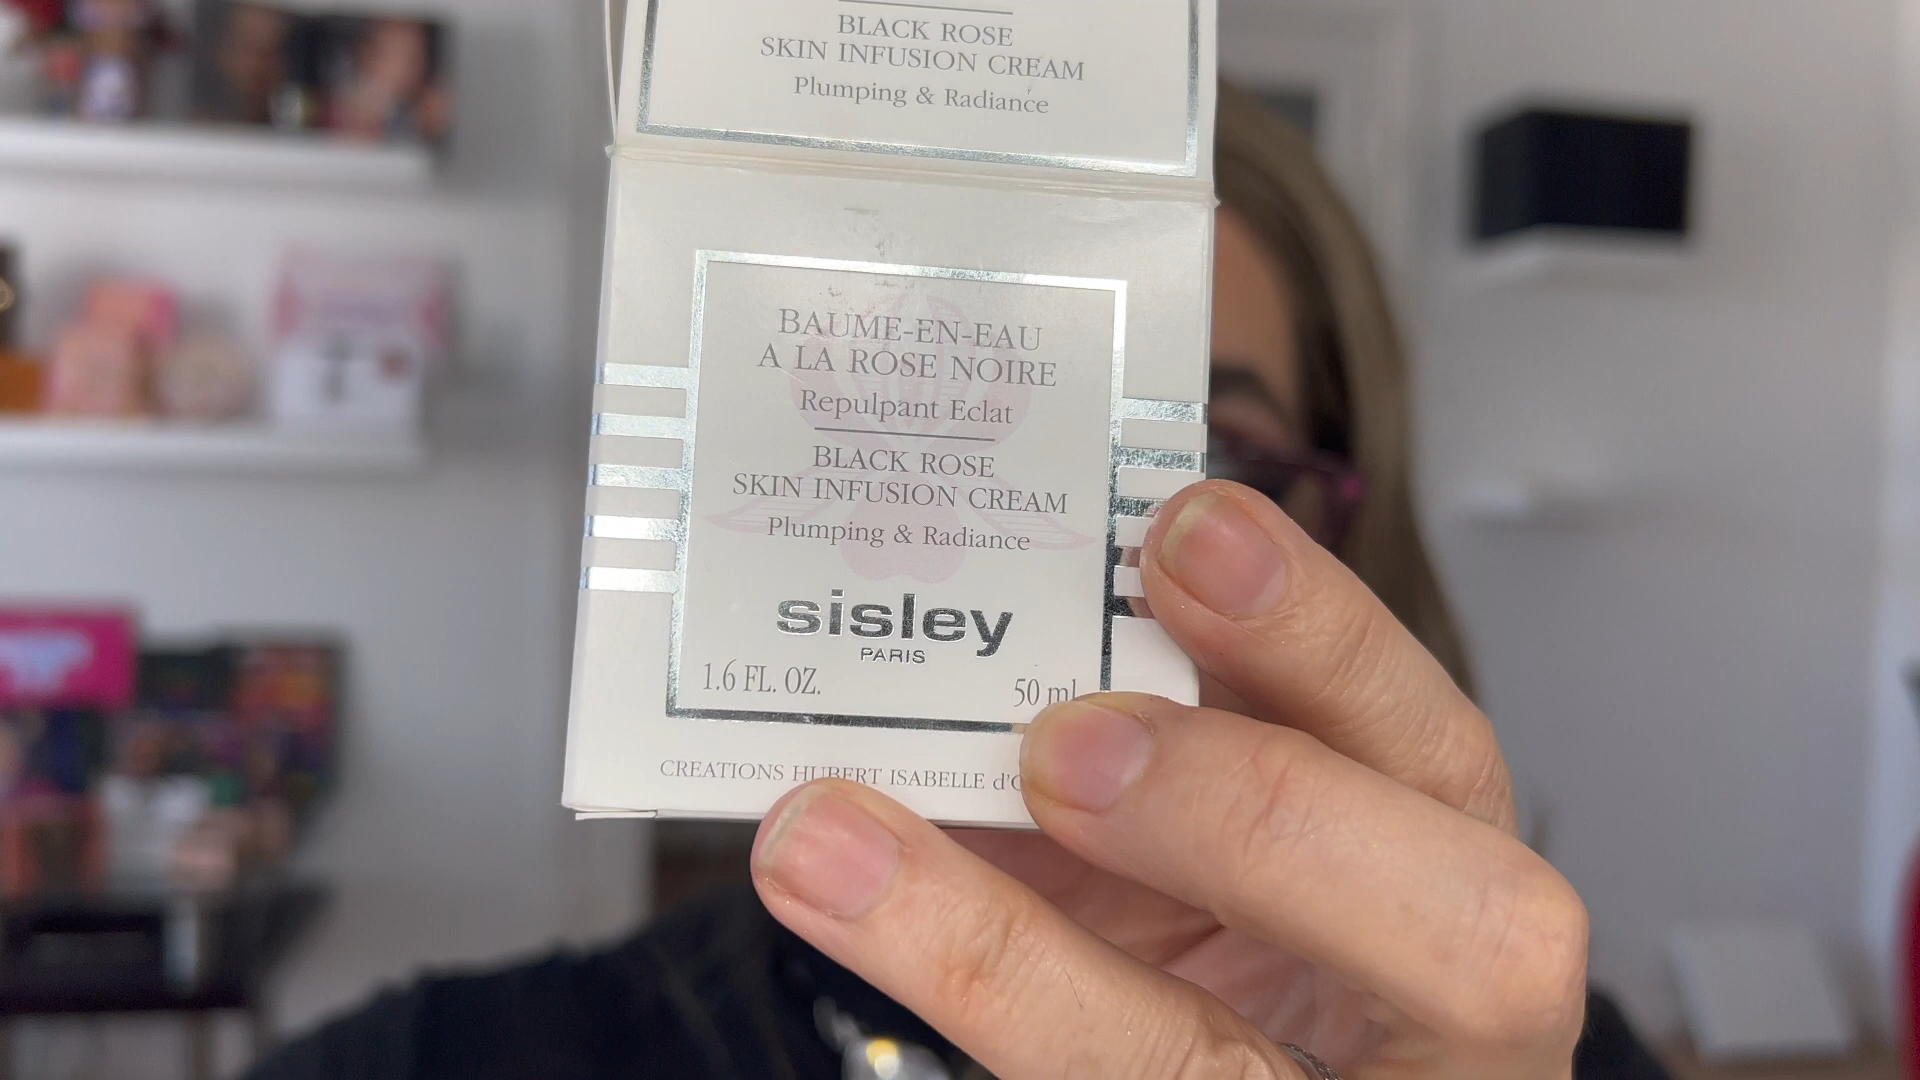 BLACK ROSE
SKIN INFUSION CREAM
Plumping & Radiance
BAUME-EN-EAU
A LA ROSE NOIRE
Repulpant Eclat
BLACK ROSE
SKIN INFUSION CREAM
Plumping & Radiance
sisley
PARIS
1.6 FL. OZ. 50 ml
CREATIONS HUBERT ISABELLE